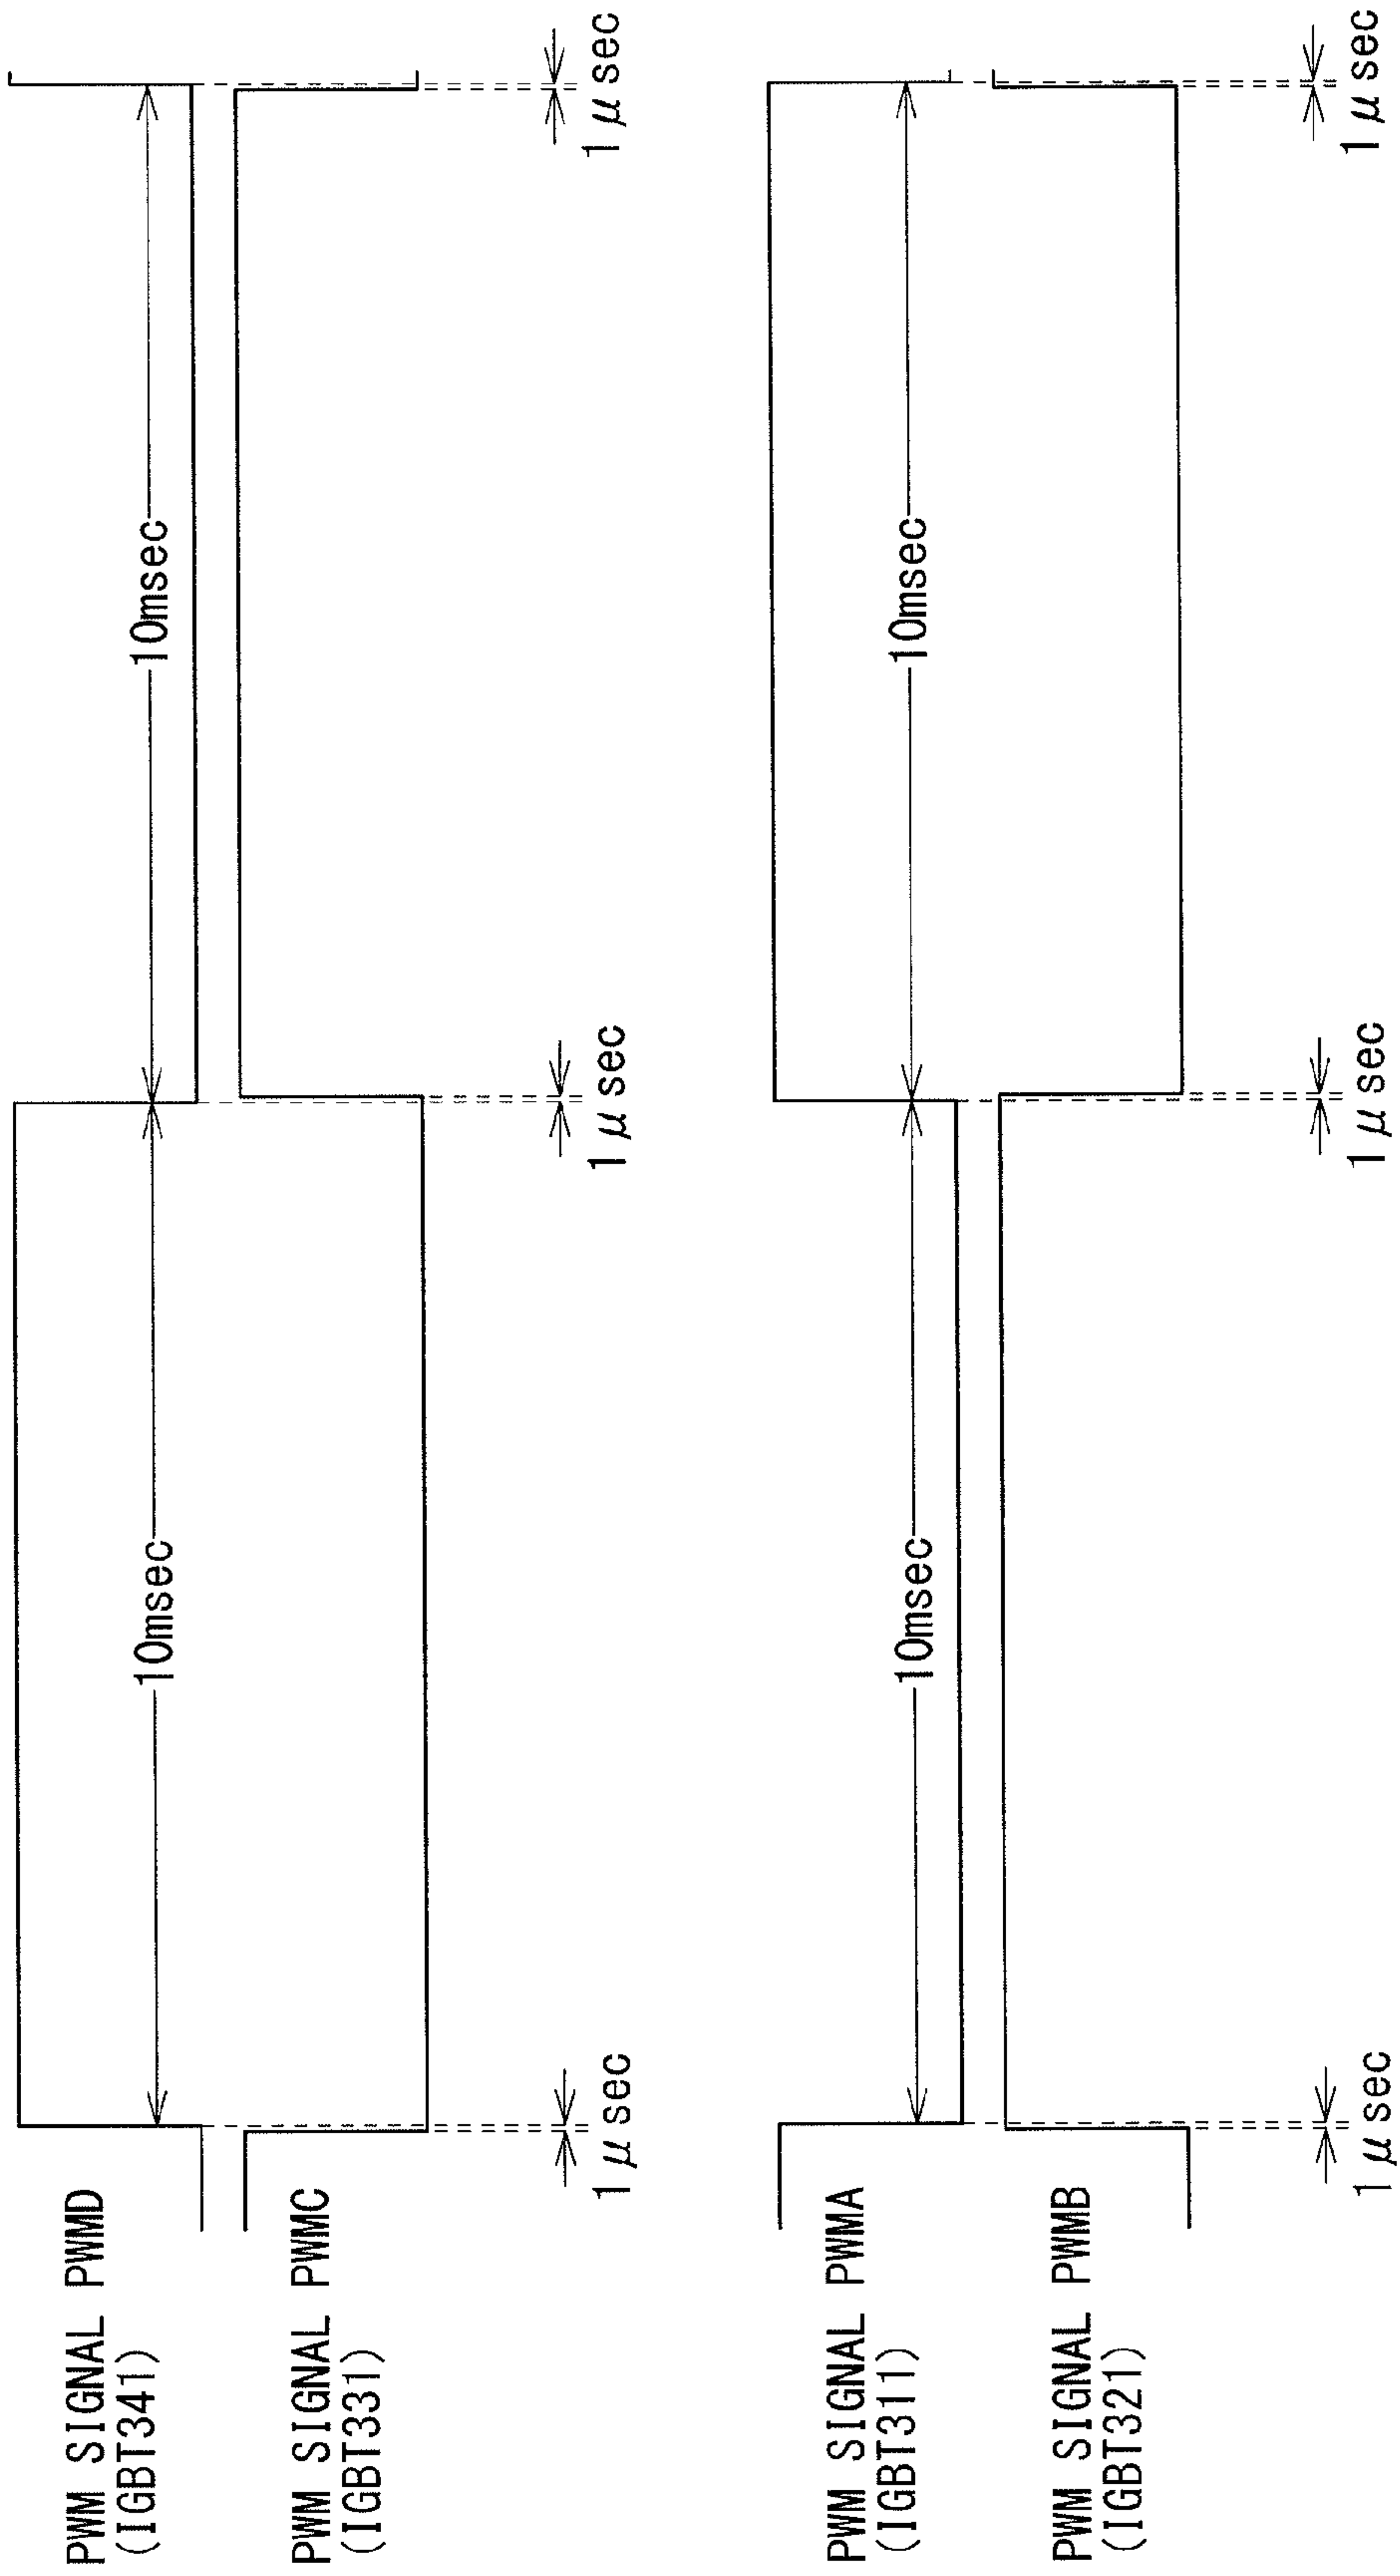 PWM SIGNAL PWMD
(IGBT341)
10msec
10msec
PWM SIGNAL PWMC
(IGBT331)
1μsec
1μsec
1μsec
PWM SIGNAL PWMA
(IGBT311)
10msec
10msec
PWM SIGNAL PWMB
(IGBT321)
1μsec
1μsec
1μsec